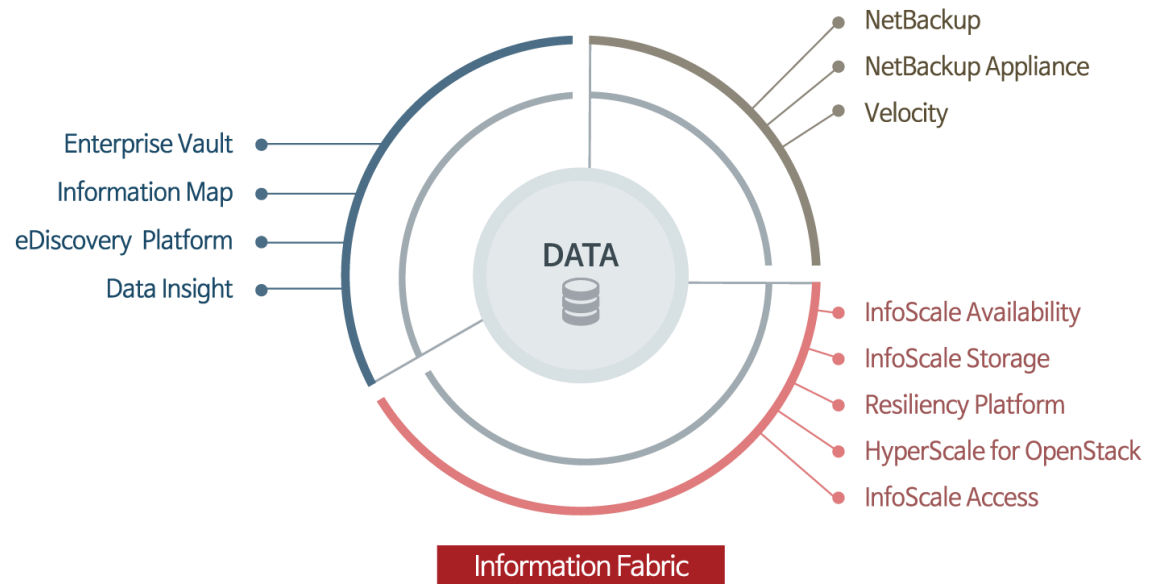 NetBackup
NetBackup Appliance
Velocity
Enterprise Vault
Information Map
eDiscovery Platform
Data Insight
DATA
InfoScale Availability
InfoScale Storage
Resiliency Platform
HyperScale for OpenStack
InfoScale Access
Information Fabric